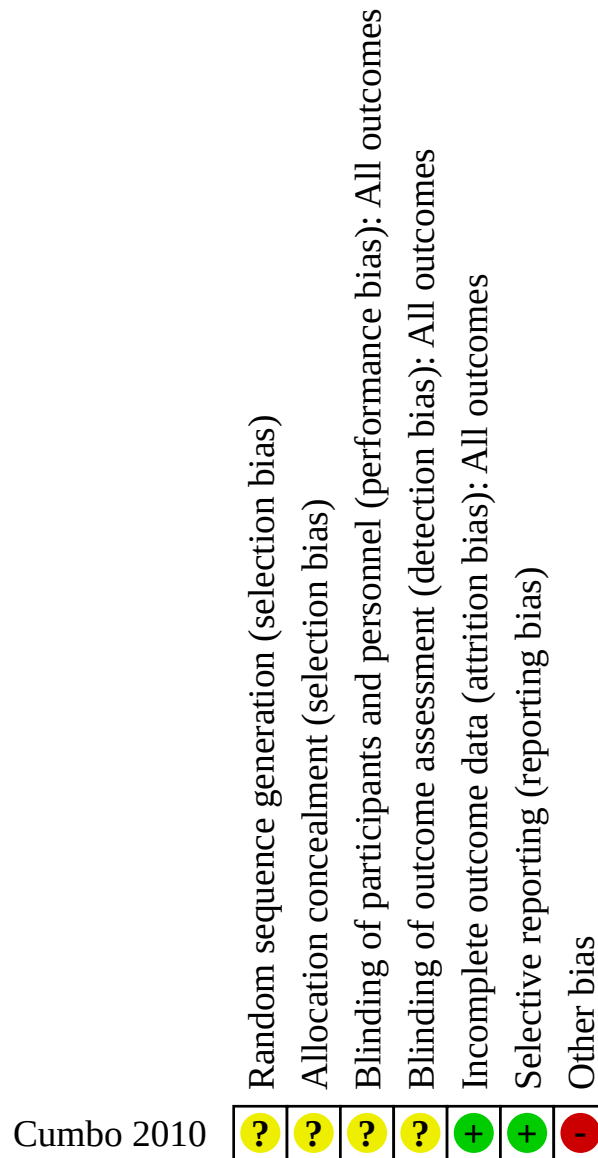 Random sequence generation (selection bias)
Allocation concealment (selection bias)
Blinding of participants and personnel (performance bias): All outcomes
Blinding of outcome assessment (detection bias): All outcomes
Incomplete outcome data (attrition bias): All outcomes
Selective reporting (reporting bias)
Other bias
Cumbo 2010 ? ? ? ? + + -